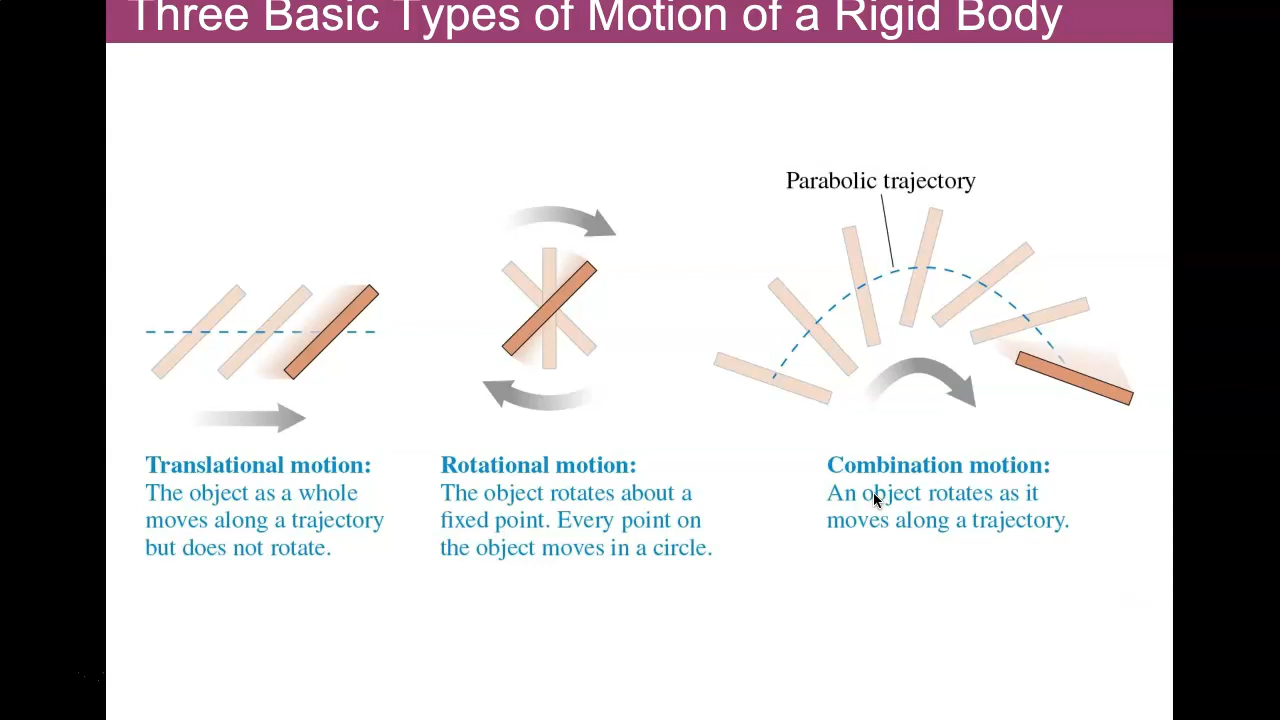 Three Basic Types of Motion of a Rigid Body
Parabolic trajectory
Translational motion:
The object as a whole
moves along a trajectory
but does not rotate.
Rotational motion:
The object rotates about a
fixed point. Every point on
the object moves in a circle.
Combination motion:
An object rotates as it
moves along a trajectory.